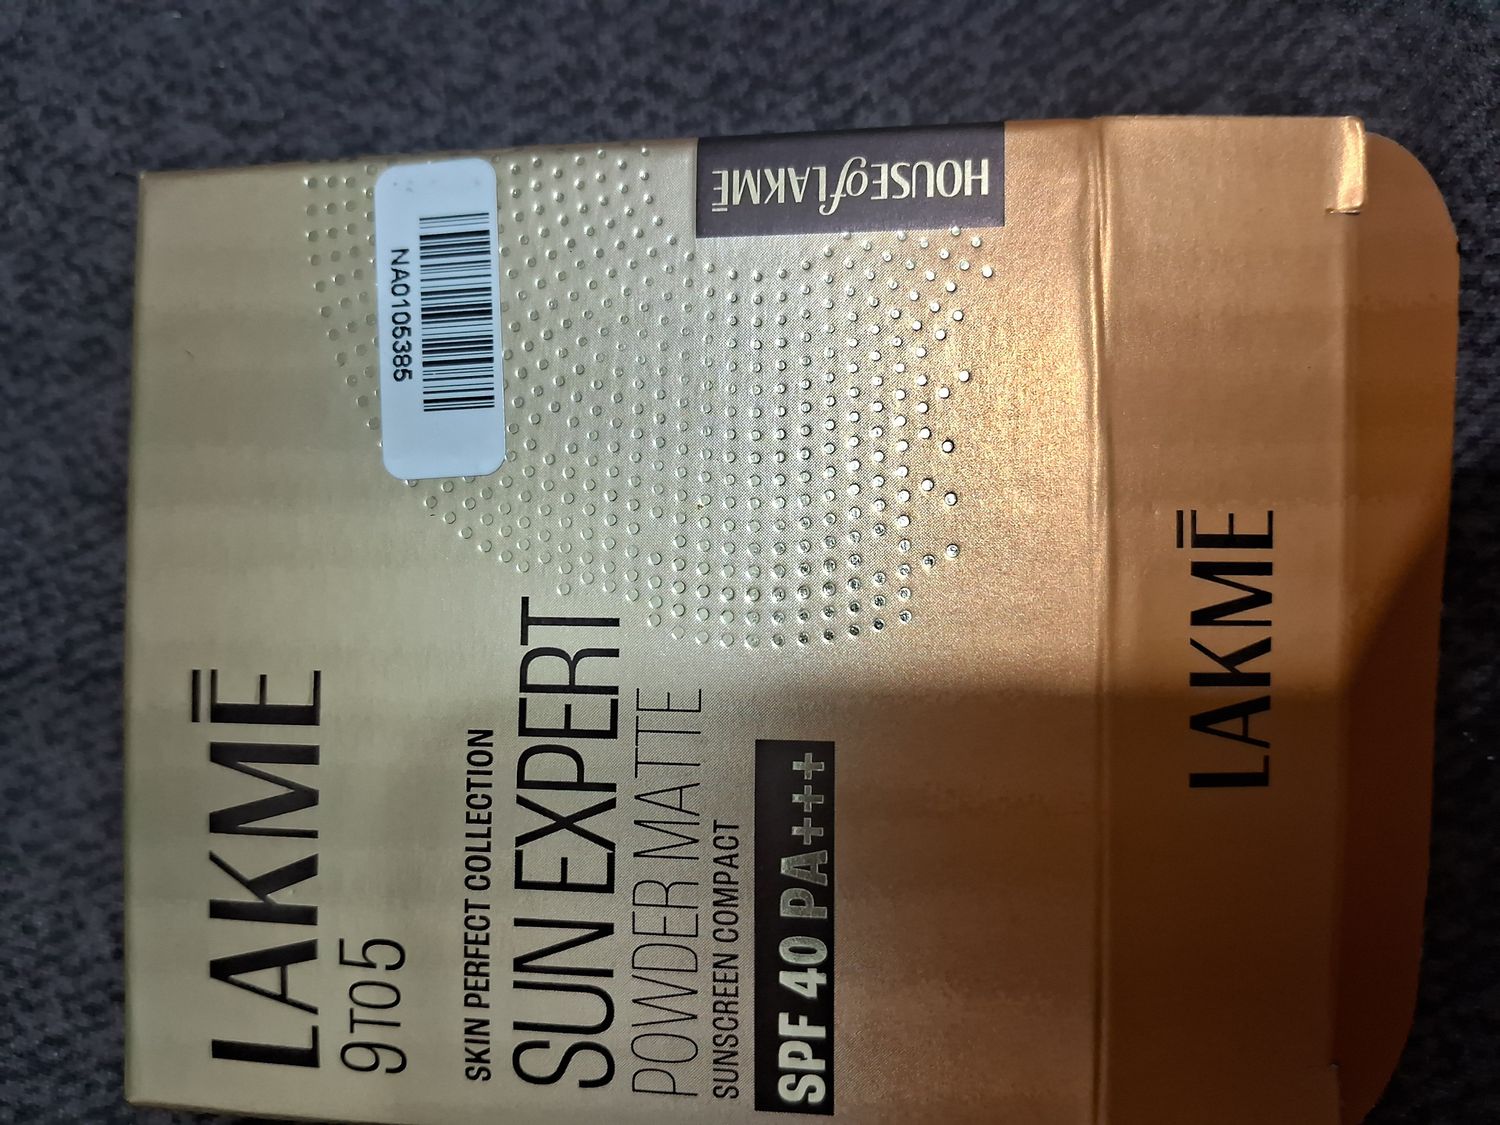 LAKMĒ
9TO5
SKIN PERFECT COLLECTION
SUN EXPERT
POWDER MATTE
SUNSCREEN COMPACT
SPF 40 PA+++
NA0105385
HOUSE of LAKMĒ
LAKMĒ